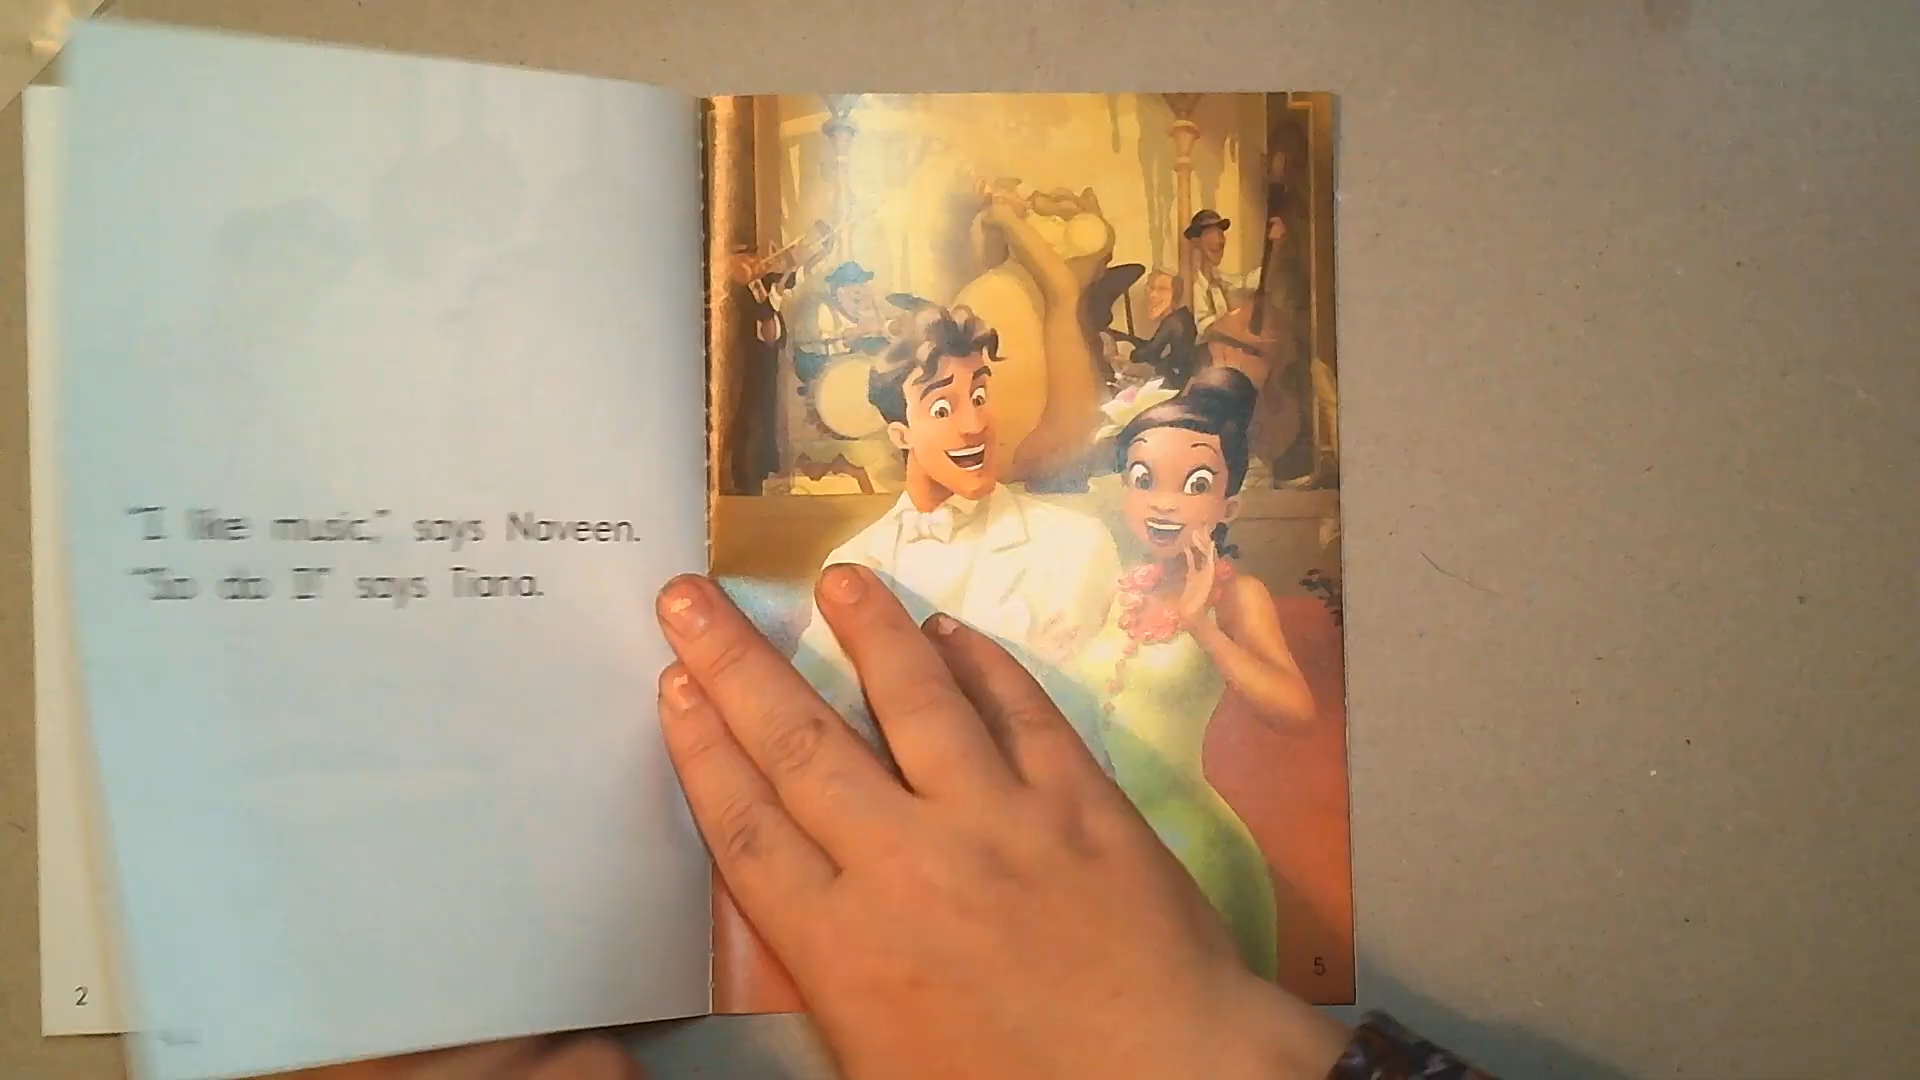 "I like music," says Naveen.
"So do I!" says Tiana.
2
5